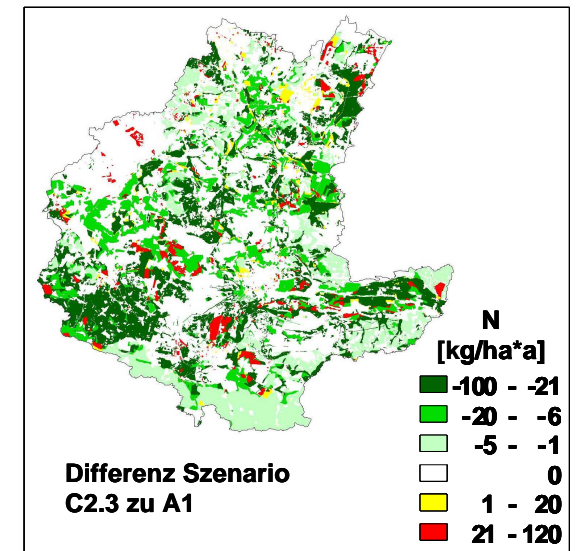 N
[kg/ha*a]
-100 - -21
-20 - -6
-5 - -1
0
1 - 20
21 - 120
Differenz Szenario
C2.3 zu A1